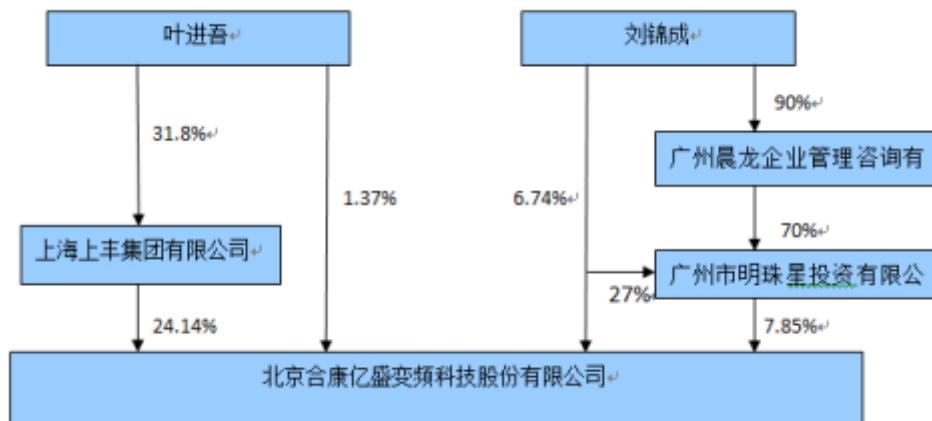 叶进吾
刘锦成
90%
31.8%
广州晨龙企业管理咨询有
1.37%
6.74%
70%
上海上丰集团有限公司
广州市明珠星投资有限公
27%
24.14%
7.85%
北京合康亿盛变频科技股份有限公司